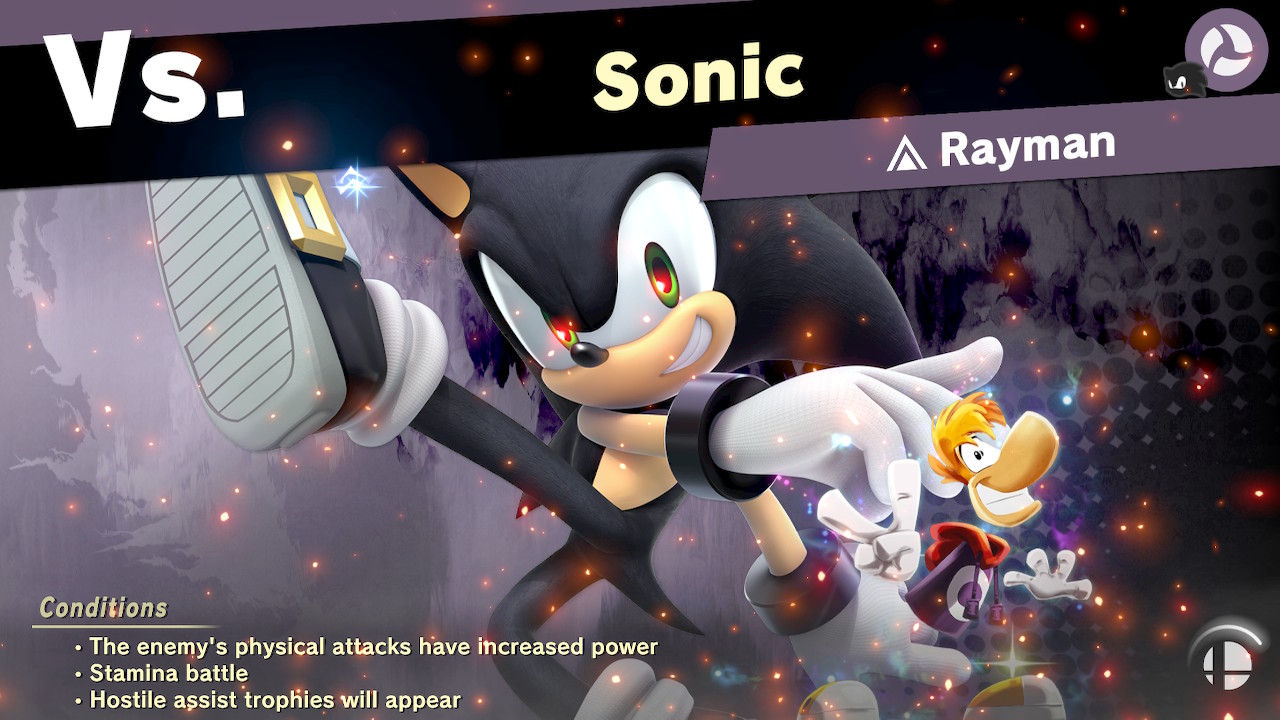 Vs.
Sonic
Rayman
Conditions
• The enemy's physical attacks have increased power
• Stamina battle
• Hostile assist trophies will appear